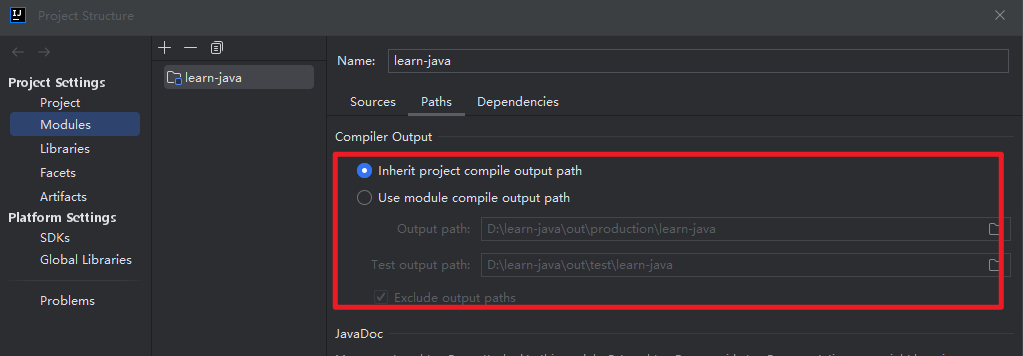 IJ
Project Structure
Name: learn-java
Project Settings
Project
Modules
Libraries
Facets
Artifacts
Platform Settings
SDKs
Global Libraries
Problems
learn-java
Sources Paths Dependencies
Compiler Output
Inherit project compile output path
Use module compile output path
Output path: D:\learn-java\out\production\learn-java
Test output path: D:\learn-java\out\test\learn-java
Exclude output paths
JavaDoc